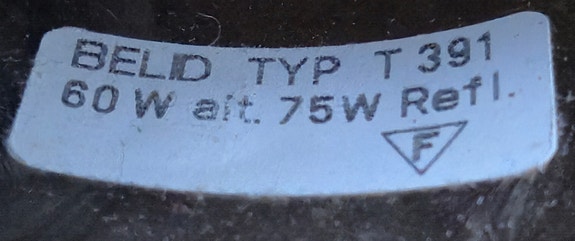 BELID TYP T 391
60 W alt. 75W Refl.
F